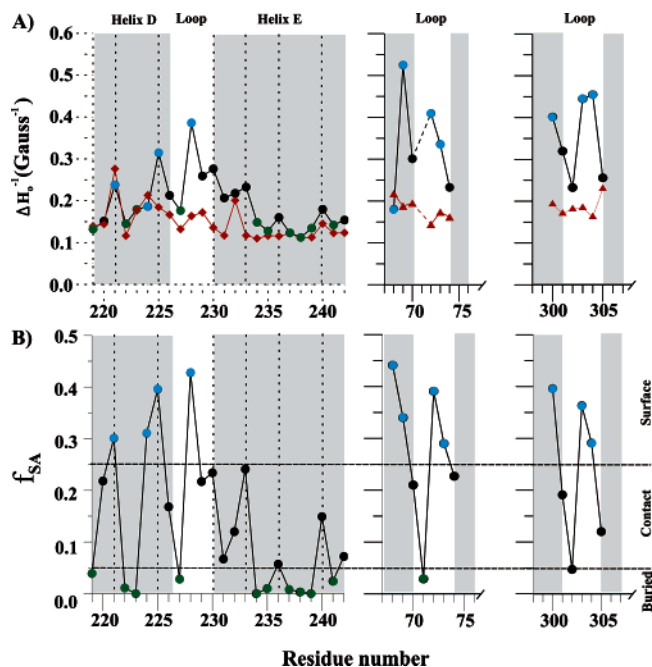 Helix D Loop Helix E Loop Loop
A)
ΔH₀⁻¹(Gauss⁻¹)
0.6
0.5
0.4
0.3
0.2
0.1
0.0
220 225 230 235 240 70 75 300 305
B)
f_SA
0.5
0.4
0.3
0.2
0.1
0.0
Surface
Contact
Buried
220 225 230 235 240 70 75 300 305
Residue number